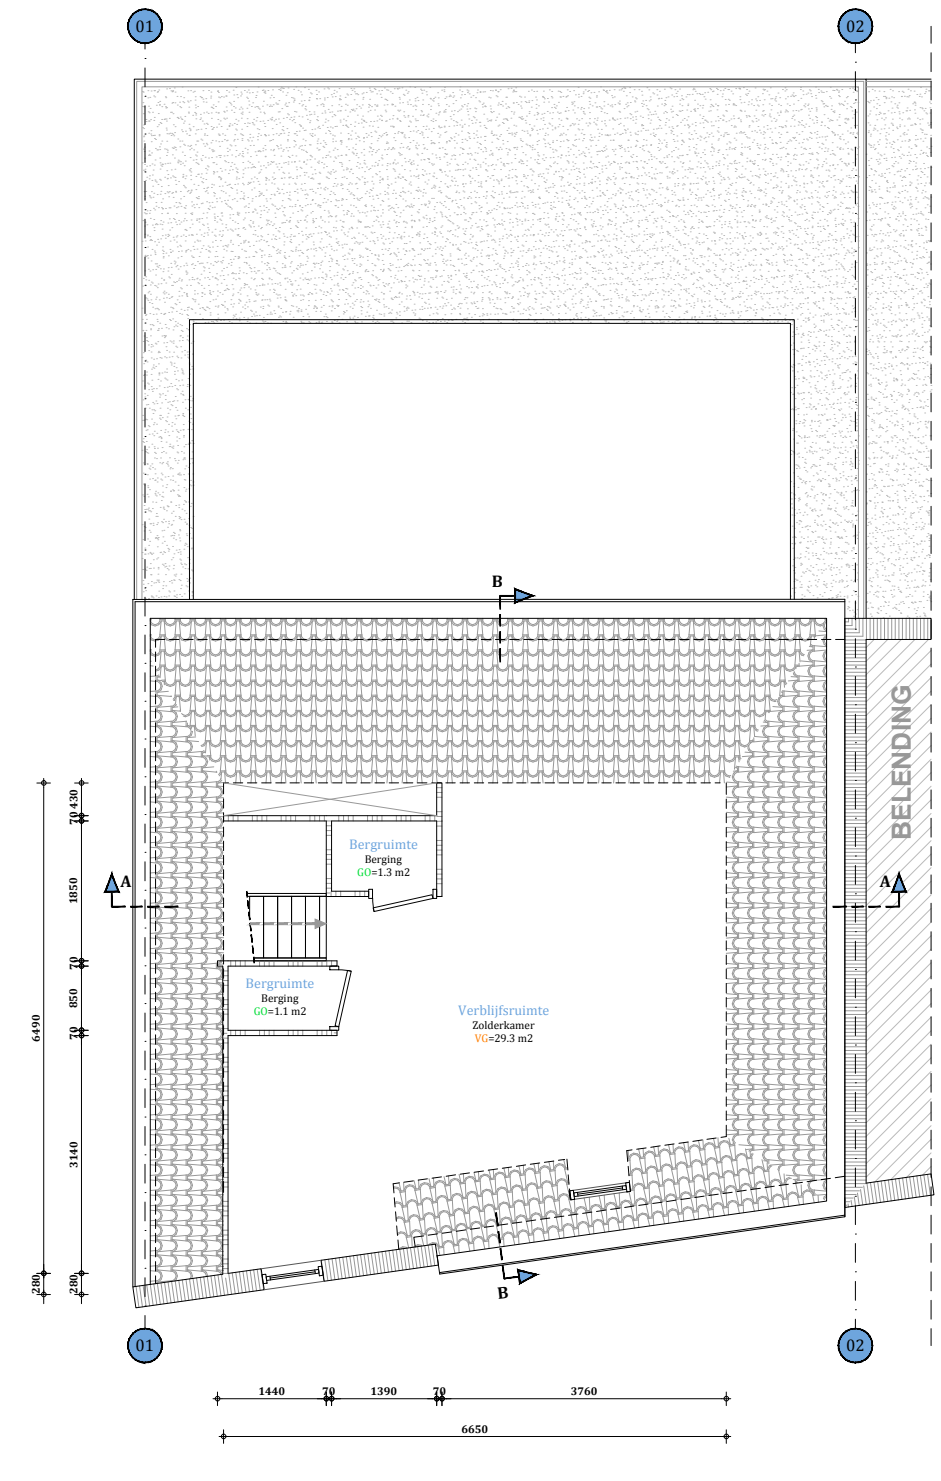 01
02
B
BELENDING
430
70
Bergruimte
Berging
GO=1.3 m2
A
A
1850
70
Bergruimte
Berging
GO=1.1 m2
850
Verblijfsruimte
Zolderkamer
VG=29.3 m2
70
6490
3140
280
280
B
01
02
1440
70
1390
70
3760
6650